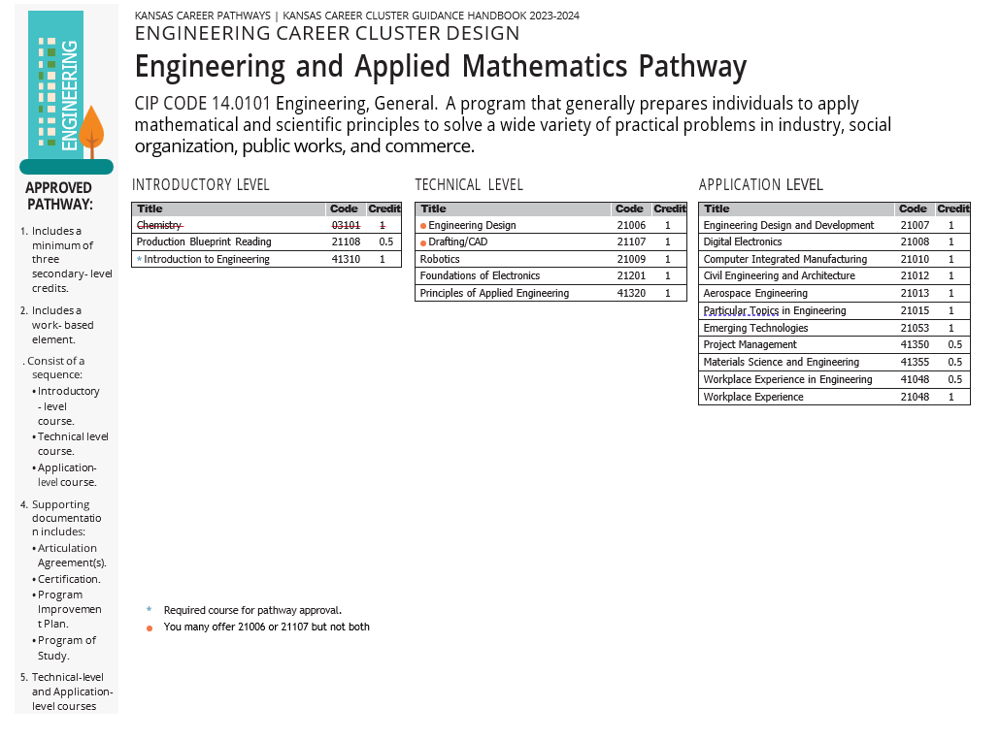 KANSAS CAREER PATHWAYS | KANSAS CAREER CLUSTER GUIDANCE HANDBOOK 2023-2024
ENGINEERING CAREER CLUSTER DESIGN
Engineering and Applied Mathematics Pathway
CIP CODE 14.0101 Engineering, General. A program that generally prepares individuals to apply
mathematical and scientific principles to solve a wide variety of practical problems in industry, social
organization, public works, and commerce.
ENGINEERING
APPROVED
PATHWAY:
1. Includes a
minimum of
three
secondary- level
credits.
2. Includes a
work- based
element.
. Consist of a
sequence:
• Introductory
- level
course.
• Technical level
course.
• Application-
level course.
4. Supporting
documentatio
n includes:
• Articulation
Agreement(s).
• Certification.
• Program
Improvemen
t Plan.
• Program of
Study.
5. Technical-level
and Application-
level courses
INTRODUCTORY LEVEL
Title Code Credit
Chemistry 03101 1
Production Blueprint Reading 21108 0.5
* Introduction to Engineering 41310 1
TECHNICAL LEVEL
Title Code Credit
● Engineering Design 21006 1
● Drafting/CAD 21107 1
Robotics 21009 1
Foundations of Electronics 21201 1
Principles of Applied Engineering 41320 1
APPLICATION LEVEL
Title Code Credit
Engineering Design and Development 21007 1
Digital Electronics 21008 1
Computer Integrated Manufacturing 21010 1
Civil Engineering and Architecture 21012 1
Aerospace Engineering 21013 1
Particular Topics in Engineering 21015 1
Emerging Technologies 21053 1
Project Management 41350 0.5
Materials Science and Engineering 41355 0.5
Workplace Experience in Engineering 41048 0.5
Workplace Experience 21048 1
* Required course for pathway approval.
● You many offer 21006 or 21107 but not both